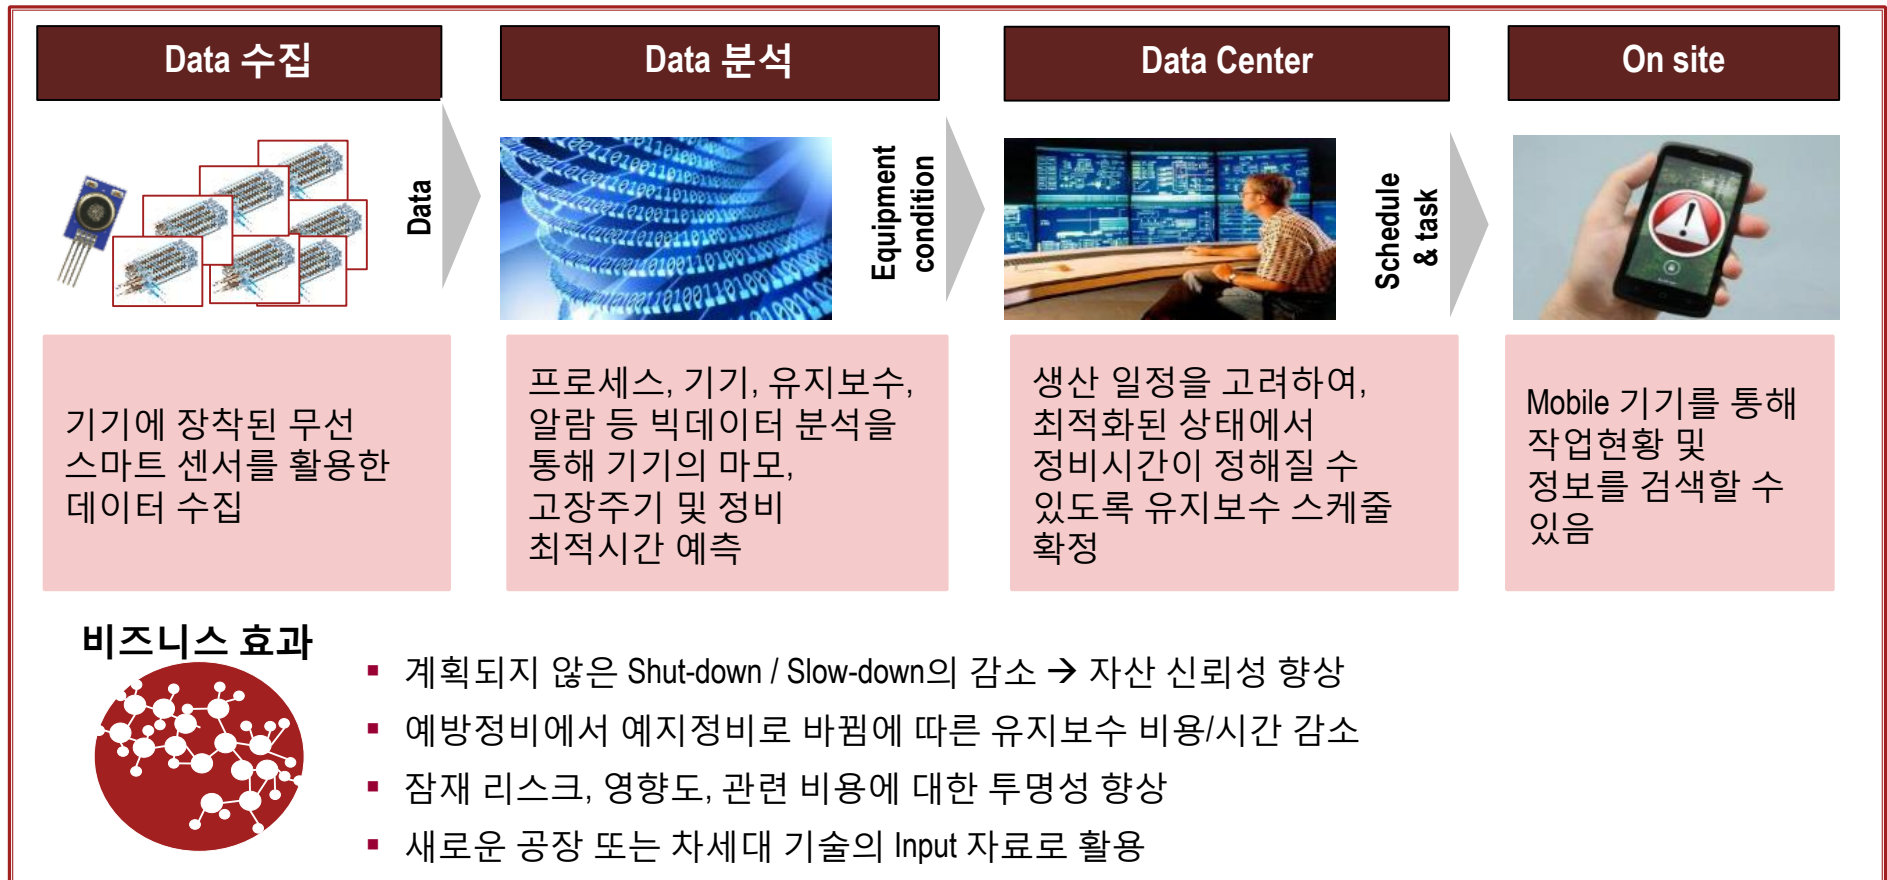 Data 수집
Data 분석
Data Center
On site
Data
Equipment
condition
Schedule
& task
기기에 장착된 무선
스마트 센서를 활용한
데이터 수집
프로세스, 기기, 유지보수,
알람 등 빅데이터 분석을
통해 기기의 마모,
고장주기 및 정비
최적시간 예측
생산 일정을 고려하여,
최적화된 상태에서
정비시간이 정해질 수
있도록 유지보수 스케줄
확정
Mobile 기기를 통해
작업현황 및
정보를 검색할 수
있음
비즈니스 효과
▪ 계획되지 않은 Shut-down / Slow-down의 감소 → 자산 신뢰성 향상
▪ 예방정비에서 예지정비로 바뀜에 따른 유지보수 비용/시간 감소
▪ 잠재 리스크, 영향도, 관련 비용에 대한 투명성 향상
▪ 새로운 공장 또는 차세대 기술의 Input 자료로 활용